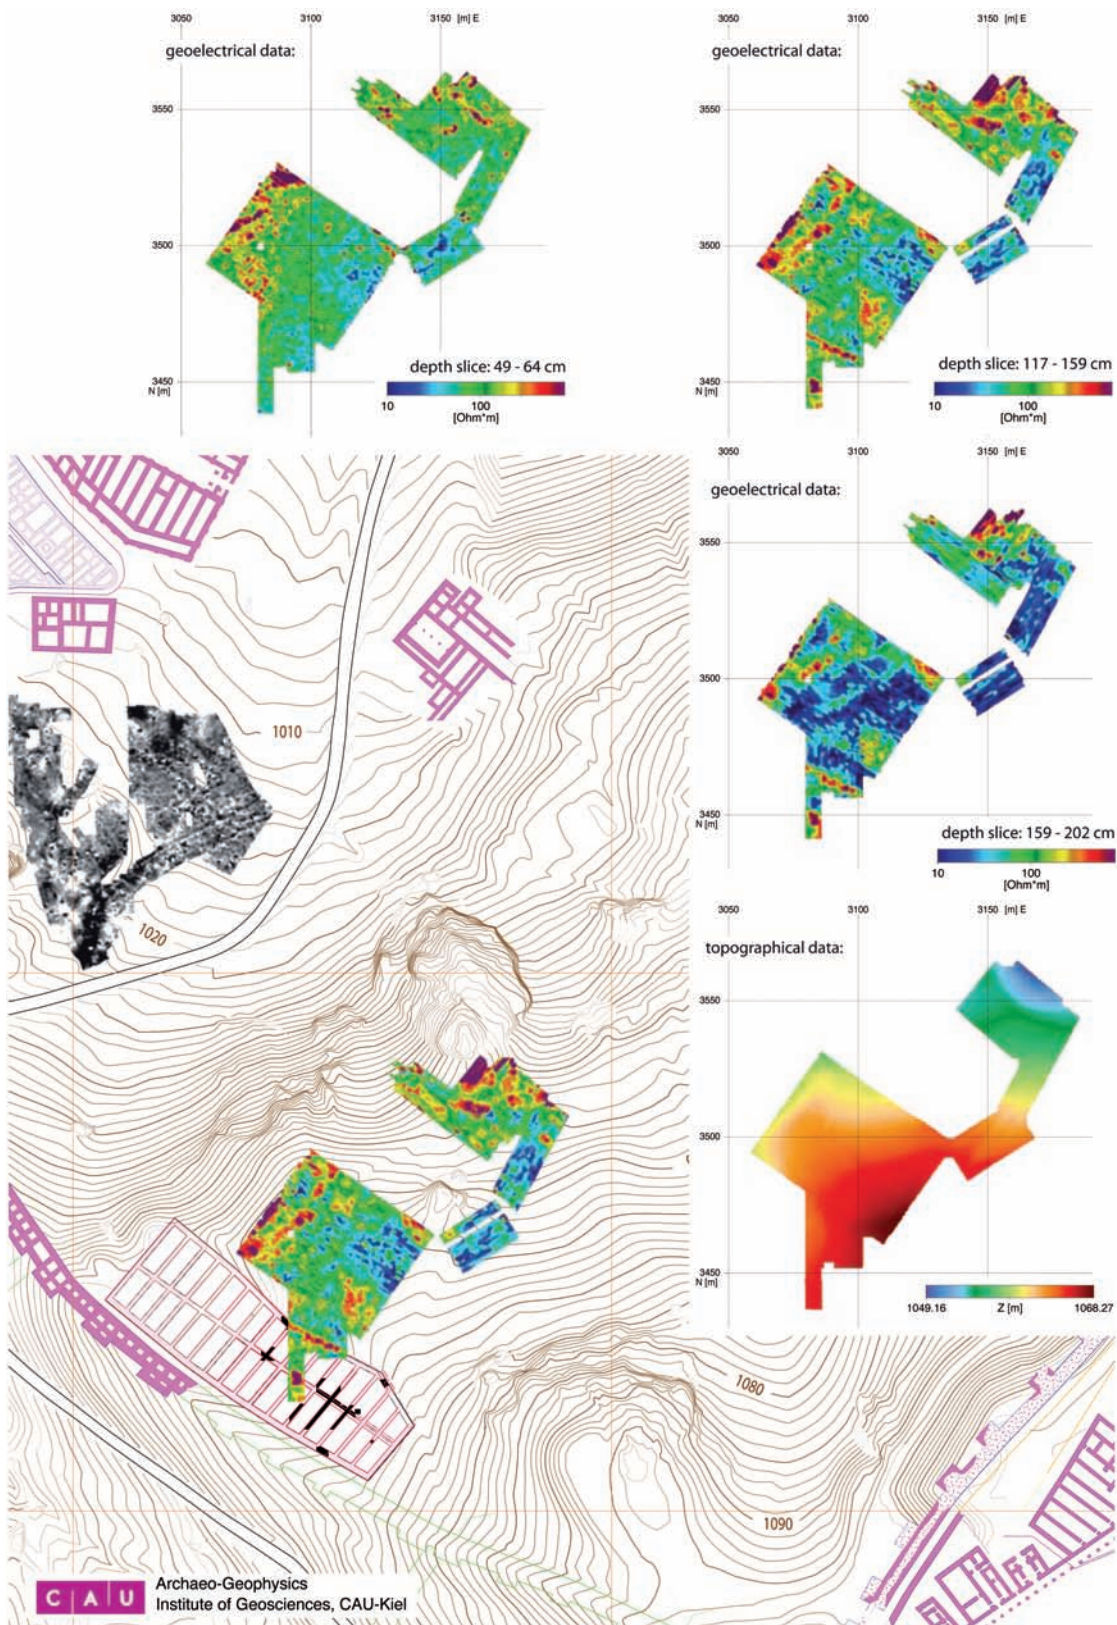 3050 3100 3150 [m] E
geoelectrical data:
3550
3500
3450
N [m]
depth slice: 49 - 64 cm
10 100
[Ohm*m]
3050 3100 3150 [m] E
geoelectrical data:
3550
3500
3450
N [m]
depth slice: 117 - 159 cm
10 100
[Ohm*m]
3050 3100 3150 [m] E
geoelectrical data:
3550
3500
3450
N [m]
depth slice: 159 - 202 cm
10 100
[Ohm*m]
3050 3100 3150 [m] E
topographical data:
3550
3500
3450
N [m]
1049.16 Z [m] 1068.27
1010
1020
1080
1090
C A U
Archaeo-Geophysics
Institute of Geosciences, CAU-Kiel